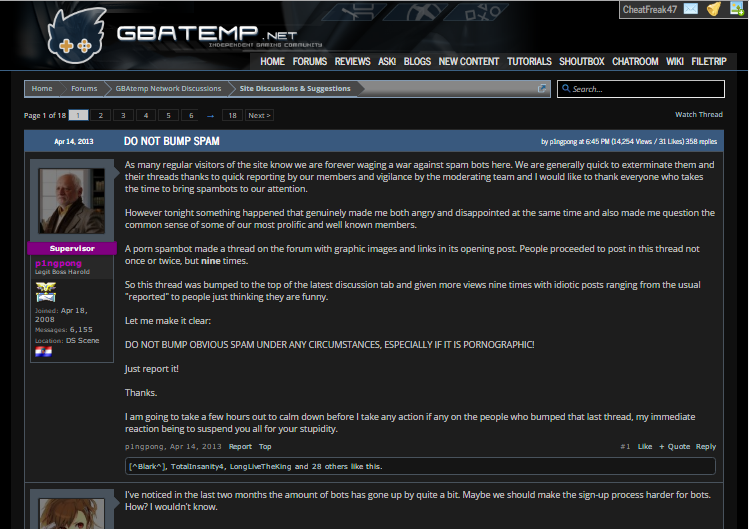 CheatFreak47
GBATEMP.NET
INDEPENDENT GAMING COMMUNITY
HOME FORUMS REVIEWS ASK! BLOGS NEW CONTENT TUTORIALS SHOUTBOX CHATROOM WIKI FILETRIP
Home Forums GBAtemp Network Discussions Site Discussions & Suggestions
Search...
Page 1 of 18 1 2 3 4 5 6 → 18 Next >
Watch Thread
Apr 14, 2013 DO NOT BUMP SPAM by p1ngpong at 6:45 PM (14,254 Views / 31 Likes) 358 replies
As many regular visitors of the site know we are forever waging a war against spam bots here. We are generally quick to exterminate them and
their threads thanks to quick reporting by our members and vigilance by the moderating team and I would like to thank everyone who takes
the time to bring spambots to our attention.
However tonight something happened that genuinely made me both angry and disappointed at the same time and also made me question the
common sense of some of our most prolific and well known members.
A porn spambot made a thread on the forum with graphic images and links in its opening post. People proceeded to post in this thread not
once or twice, but nine times.
So this thread was bumped to the top of the latest discussion tab and given more views nine times with idiotic posts ranging from the usual
"reported" to people just thinking they are funny.
Let me make it clear:
DO NOT BUMP OBVIOUS SPAM UNDER ANY CIRCUMSTANCES, ESPECIALLY IF IT IS PORNOGRAPHIC!
Just report it!
Thanks.
I am going to take a few hours out to calm down before I take any action if any on the people who bumped that last thread, my immediate
reaction being to suspend you all for your stupidity.
Supervisor
p1ngpong
Legit Boss Harold
Joined: Apr 18,
2008
Messages: 6,155
Location: DS Scene
p1ngpong, Apr 14, 2013 Report Top
#1 Like + Quote Reply
[^Blark^], TotalInsanity4, LongLiveTheKing and 28 others like this.
I've noticed in the last two months the amount of bots has gone up by quite a bit. Maybe we should make the sign-up process harder for bots.
How? I wouldn't know.